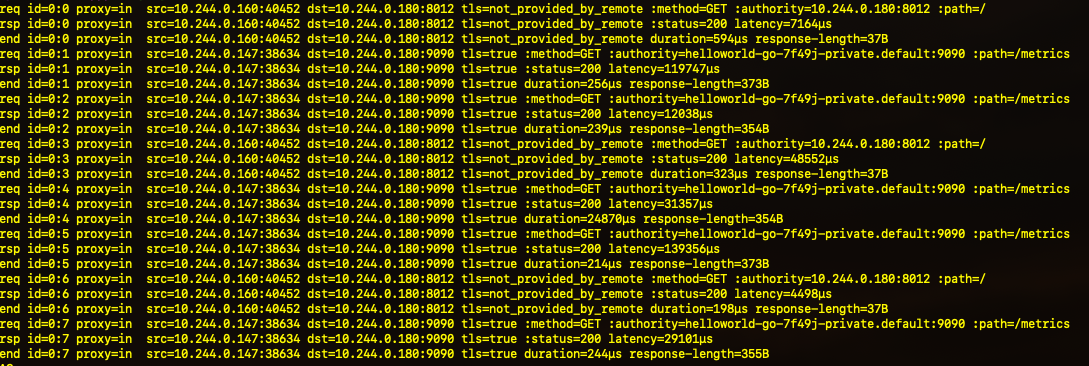 req id=0:0 proxy=in  src=10.244.0.160:40452 dst=10.244.0.180:8012 tls=not_provided_by_remote :method=GET :authority=10.244.0.180:8012 :path=/
rsp id=0:0 proxy=in  src=10.244.0.160:40452 dst=10.244.0.180:8012 tls=not_provided_by_remote :status=200 latency=7164µs
end id=0:0 proxy=in  src=10.244.0.160:40452 dst=10.244.0.180:8012 tls=not_provided_by_remote duration=594µs response-length=37B
req id=0:1 proxy=in  src=10.244.0.147:38634 dst=10.244.0.180:9090 tls=true :method=GET :authority=helloworld-go-7f49j-private.default:9090 :path=/metrics
rsp id=0:1 proxy=in  src=10.244.0.147:38634 dst=10.244.0.180:9090 tls=true :status=200 latency=119747µs
end id=0:1 proxy=in  src=10.244.0.147:38634 dst=10.244.0.180:9090 tls=true duration=256µs response-length=373B
req id=0:2 proxy=in  src=10.244.0.147:38634 dst=10.244.0.180:9090 tls=true :method=GET :authority=helloworld-go-7f49j-private.default:9090 :path=/metrics
rsp id=0:2 proxy=in  src=10.244.0.147:38634 dst=10.244.0.180:9090 tls=true :status=200 latency=12038µs
end id=0:2 proxy=in  src=10.244.0.147:38634 dst=10.244.0.180:9090 tls=true duration=239µs response-length=354B
req id=0:3 proxy=in  src=10.244.0.160:40452 dst=10.244.0.180:8012 tls=not_provided_by_remote :method=GET :authority=10.244.0.180:8012 :path=/
rsp id=0:3 proxy=in  src=10.244.0.160:40452 dst=10.244.0.180:8012 tls=not_provided_by_remote :status=200 latency=48552µs
end id=0:3 proxy=in  src=10.244.0.160:40452 dst=10.244.0.180:8012 tls=not_provided_by_remote duration=323µs response-length=37B
req id=0:4 proxy=in  src=10.244.0.147:38634 dst=10.244.0.180:9090 tls=true :method=GET :authority=helloworld-go-7f49j-private.default:9090 :path=/metrics
rsp id=0:4 proxy=in  src=10.244.0.147:38634 dst=10.244.0.180:9090 tls=true :status=200 latency=31357µs
end id=0:4 proxy=in  src=10.244.0.147:38634 dst=10.244.0.180:9090 tls=true duration=24870µs response-length=354B
req id=0:5 proxy=in  src=10.244.0.147:38634 dst=10.244.0.180:9090 tls=true :method=GET :authority=helloworld-go-7f49j-private.default:9090 :path=/metrics
rsp id=0:5 proxy=in  src=10.244.0.147:38634 dst=10.244.0.180:9090 tls=true :status=200 latency=139356µs
end id=0:5 proxy=in  src=10.244.0.147:38634 dst=10.244.0.180:9090 tls=true duration=214µs response-length=373B
req id=0:6 proxy=in  src=10.244.0.160:40452 dst=10.244.0.180:8012 tls=not_provided_by_remote :method=GET :authority=10.244.0.180:8012 :path=/
rsp id=0:6 proxy=in  src=10.244.0.160:40452 dst=10.244.0.180:8012 tls=not_provided_by_remote :status=200 latency=4498µs
end id=0:6 proxy=in  src=10.244.0.160:40452 dst=10.244.0.180:8012 tls=not_provided_by_remote duration=198µs response-length=37B
req id=0:7 proxy=in  src=10.244.0.147:38634 dst=10.244.0.180:9090 tls=true :method=GET :authority=helloworld-go-7f49j-private.default:9090 :path=/metrics
rsp id=0:7 proxy=in  src=10.244.0.147:38634 dst=10.244.0.180:9090 tls=true :status=200 latency=29101µs
end id=0:7 proxy=in  src=10.244.0.147:38634 dst=10.244.0.180:9090 tls=true duration=244µs response-length=355B